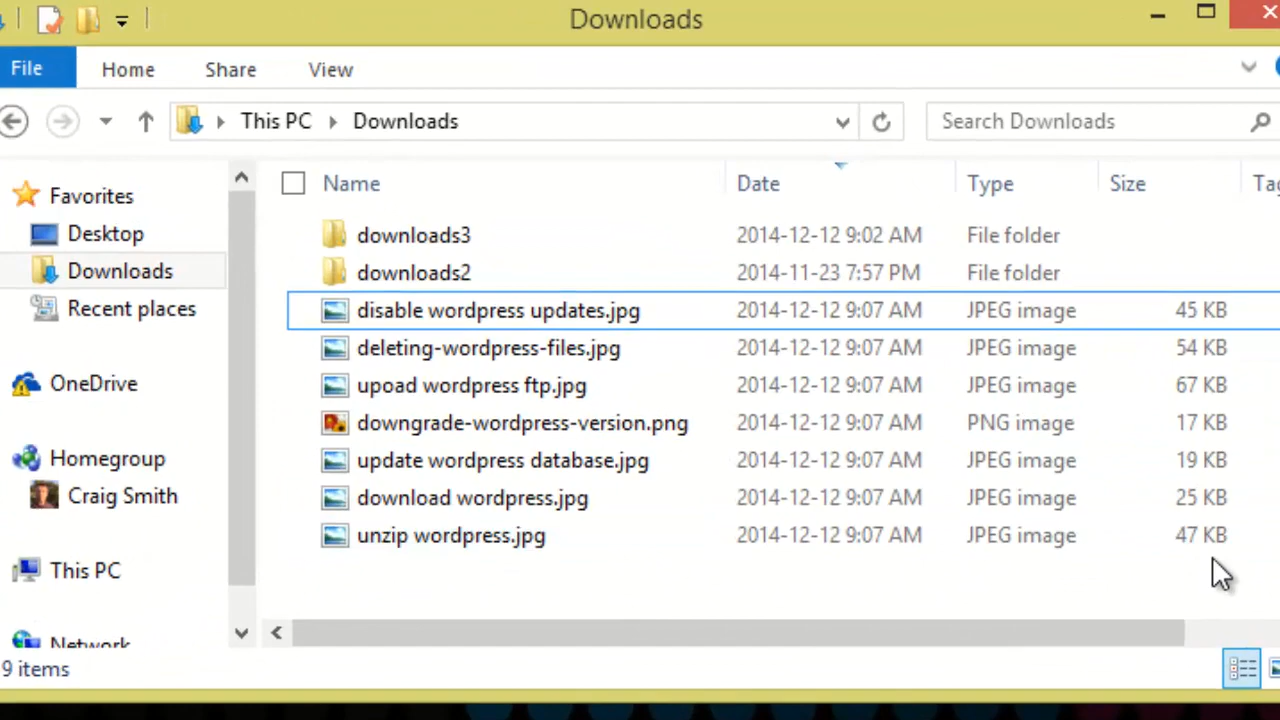 Downloads
File Home Share View
This PC Downloads Search Downloads
Name Date Type Size
Favorites
Desktop
Downloads
Recent places
OneDrive
Homegroup
Craig Smith
This PC
Network
downloads3 2014-12-12 9:02 AM File folder
downloads2 2014-11-23 7:57 PM File folder
disable wordpress updates.jpg 2014-12-12 9:07 AM JPEG image 45 KB
deleting-wordpress-files.jpg 2014-12-12 9:07 AM JPEG image 54 KB
upoad wordpress ftp.jpg 2014-12-12 9:07 AM JPEG image 67 KB
downgrade-wordpress-version.png 2014-12-12 9:07 AM PNG image 17 KB
update wordpress database.jpg 2014-12-12 9:07 AM JPEG image 19 KB
download wordpress.jpg 2014-12-12 9:07 AM JPEG image 25 KB
unzip wordpress.jpg 2014-12-12 9:07 AM JPEG image 47 KB
9 items